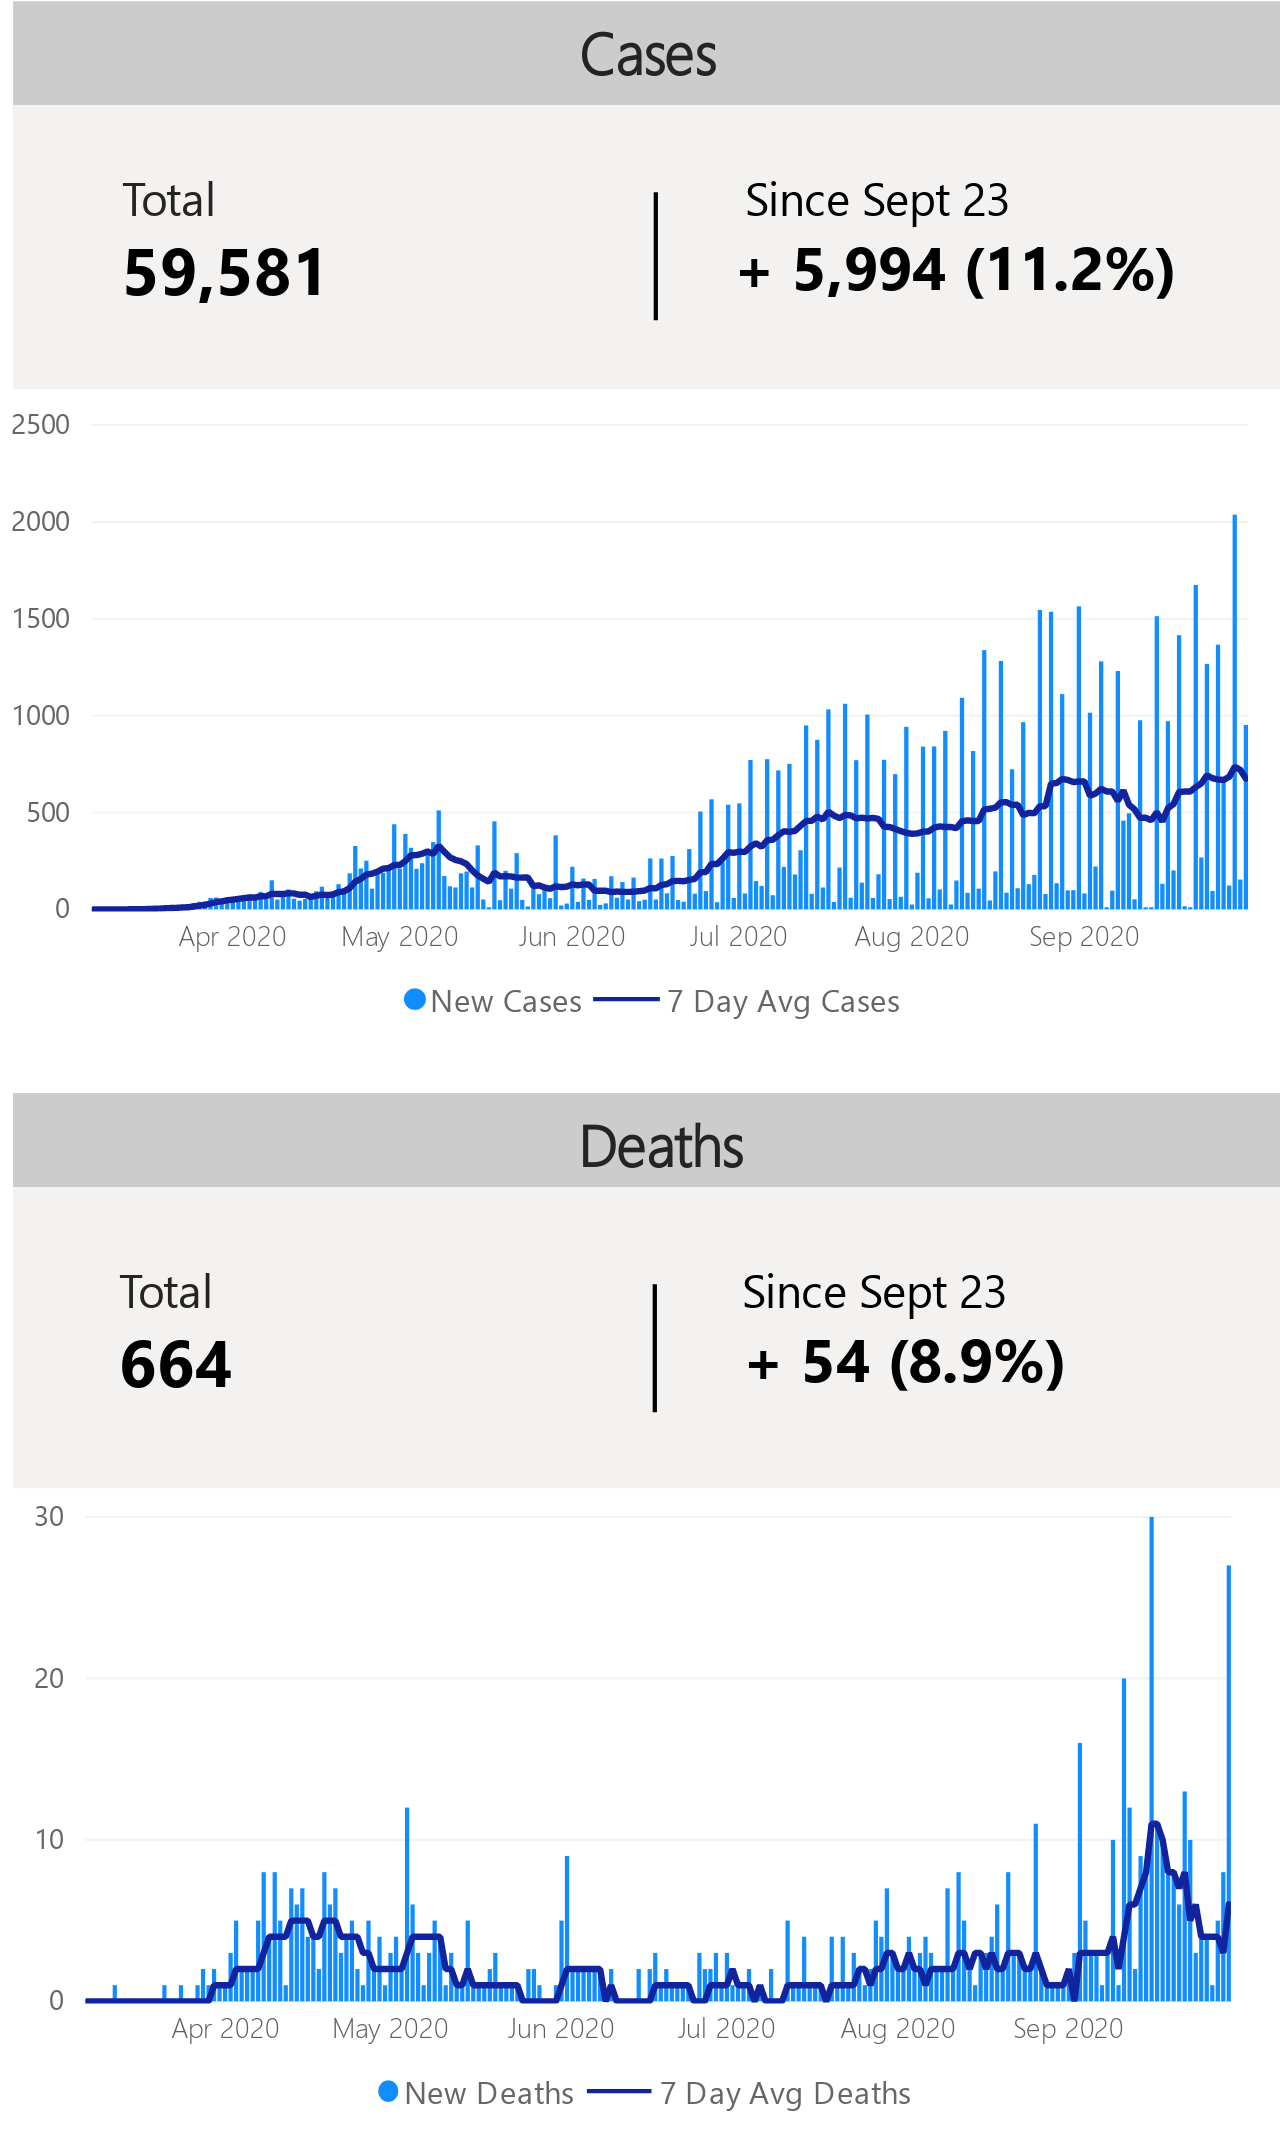 Cases
Total
59,581
Since Sept 23
+ 5,994 (11.2%)
2500
2000
1500
1000
500
0
Apr 2020 May 2020 Jun 2020 Jul 2020 Aug 2020 Sep 2020
New Cases 7 Day Avg Cases
Deaths
Total
664
Since Sept 23
+ 54 (8.9%)
30
20
10
0
Apr 2020 May 2020 Jun 2020 Jul 2020 Aug 2020 Sep 2020
New Deaths 7 Day Avg Deaths